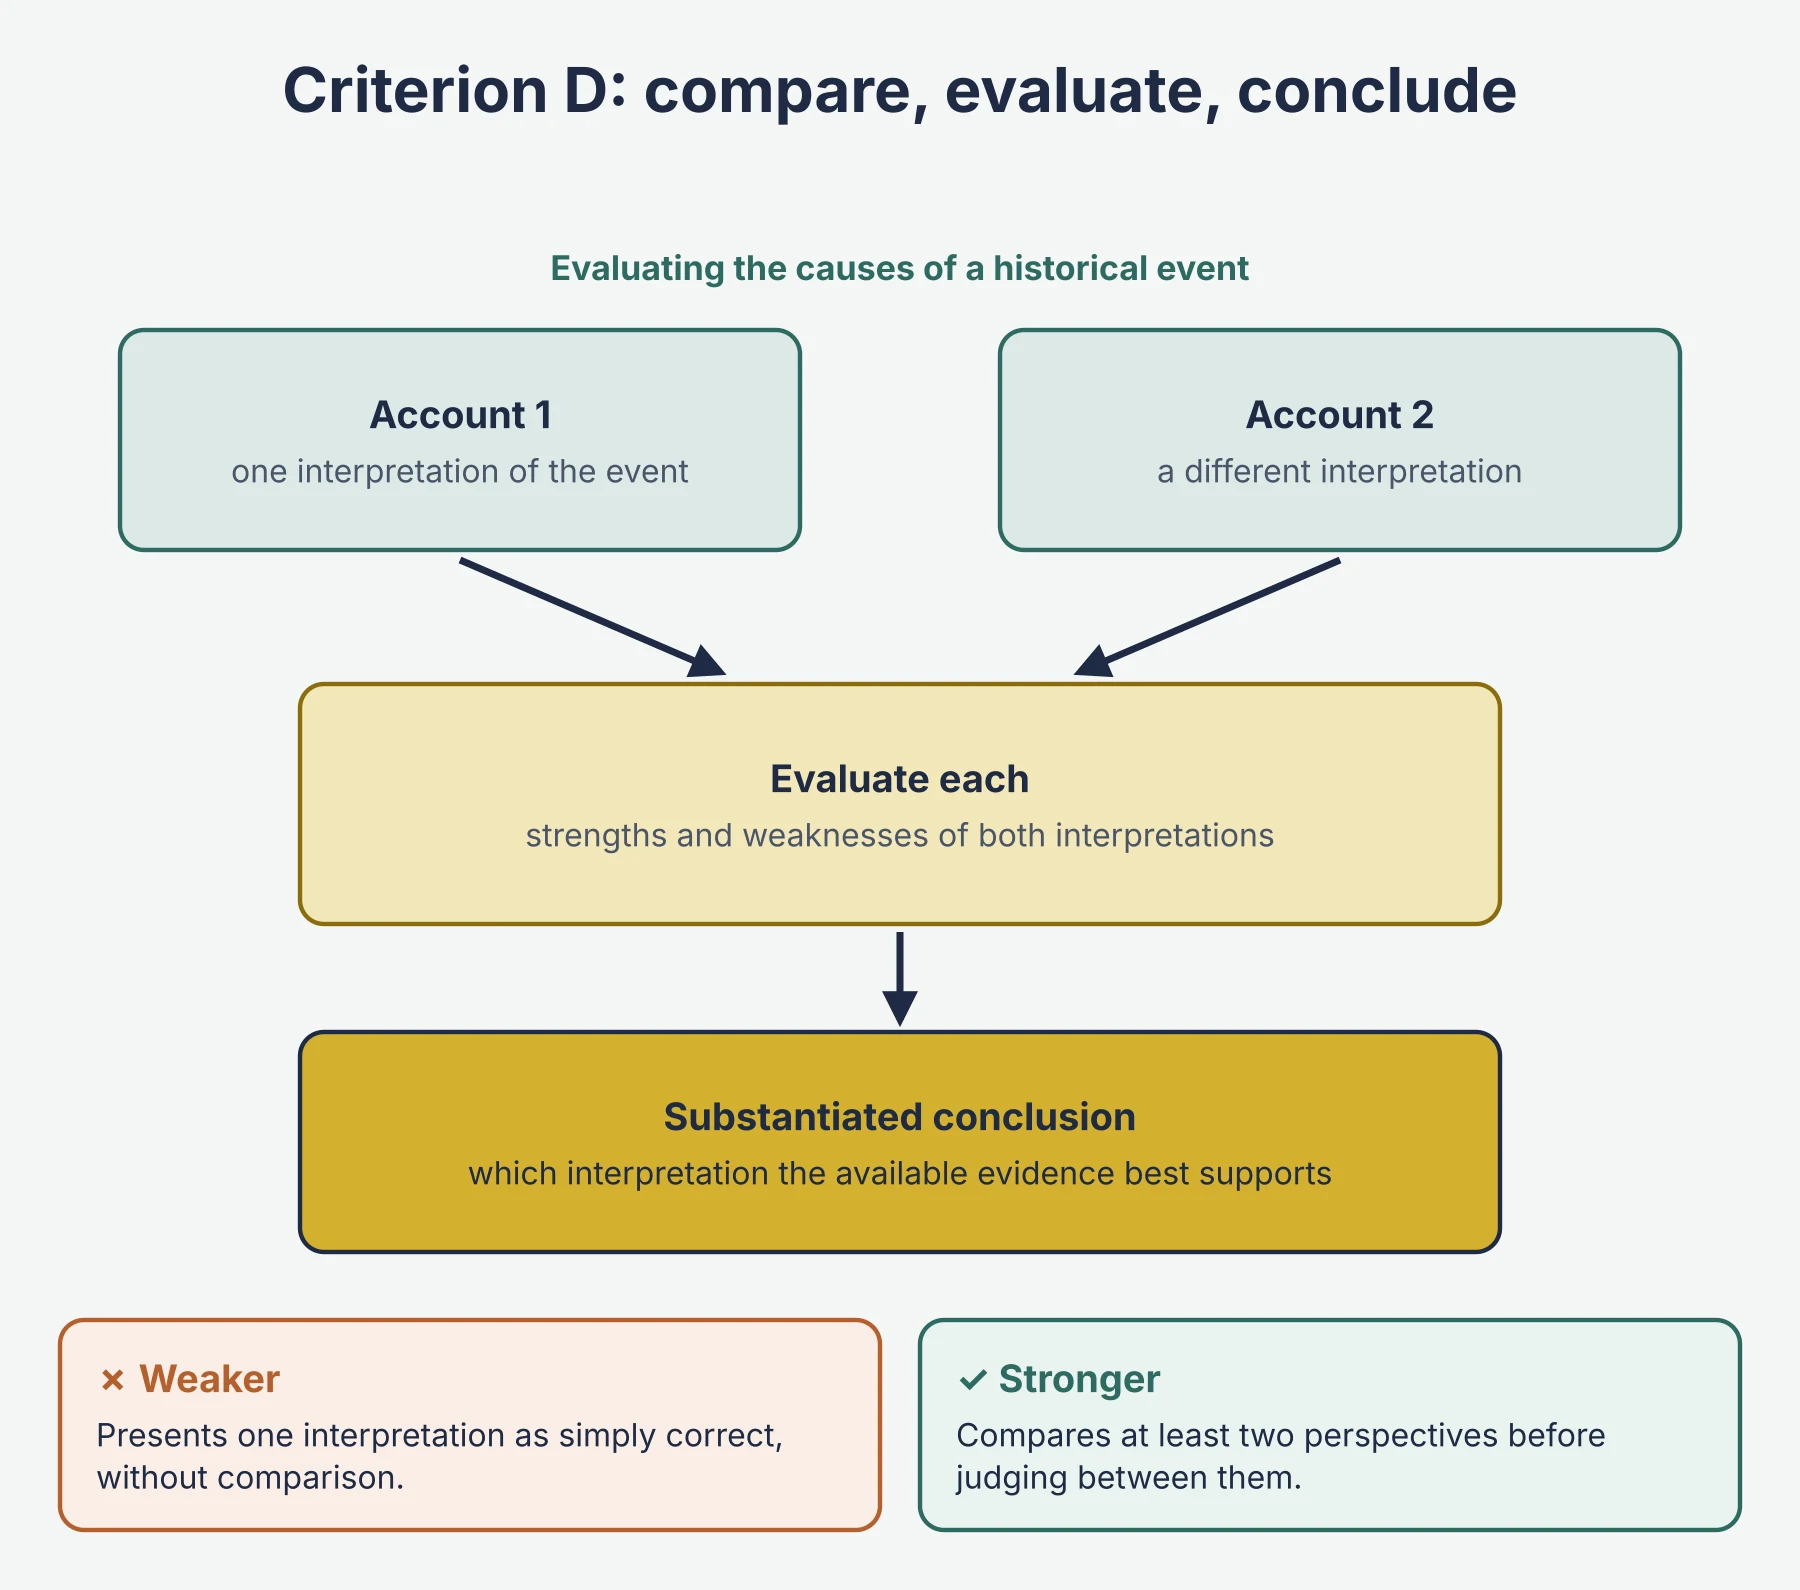 Criterion D: compare, evaluate, conclude
Evaluating the causes of a historical event
Account 1
one interpretation of the event
Account 2
a different interpretation
Evaluate each
strengths and weaknesses of both interpretations
Substantiated conclusion
which interpretation the available evidence best supports
✕ Weaker
Presents one interpretation as simply correct,
without comparison.
✓ Stronger
Compares at least two perspectives before
judging between them.